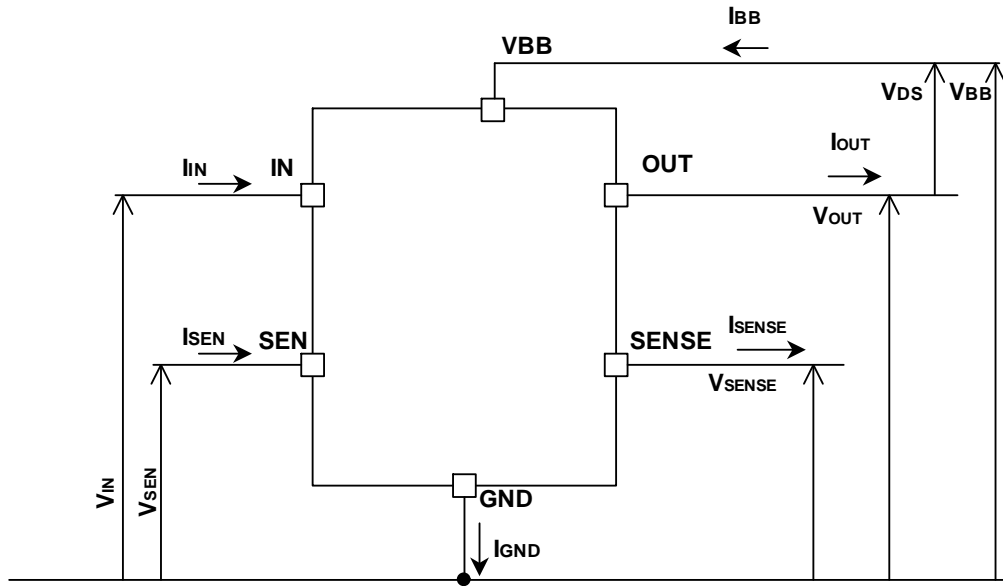 IBB
VBB
VDS VBB
IOUT
IIN IN OUT
VOUT
ISEN SEN SENSE ISENSE
VSENSE
VIN
VSEN
GND
IGND